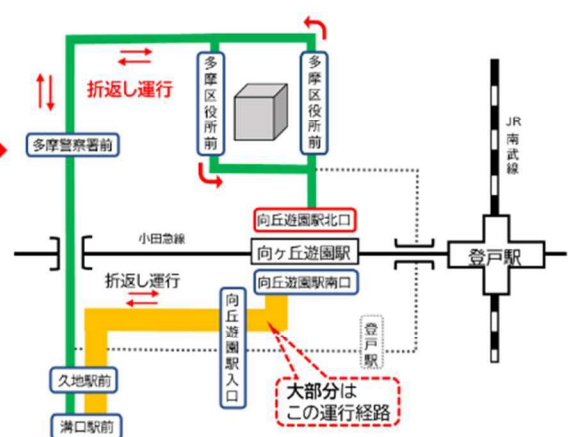 折返し運行
多摩区役所前
多摩区役所前
多摩警察署前
JR南武線
向丘遊園駅北口
小田急線
向ヶ丘遊園駅
登戸駅
折返し運行
向丘遊園駅南口
向丘遊園駅入口
登戸駅
久地駅前
大部分は
この運行経路
溝口駅前